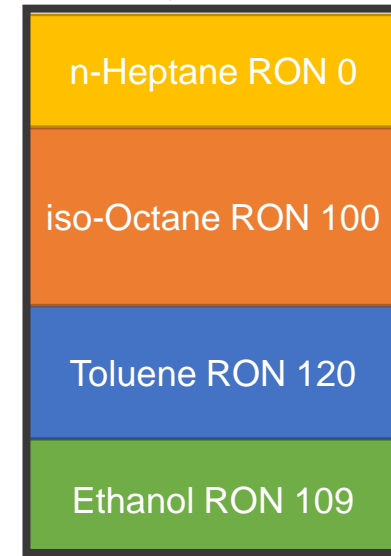 n-Heptane RON 0
iso-Octane RON 100
Toluene RON 120
Ethanol RON 109